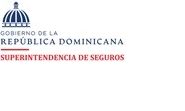 GOBIERNO DE LA
REPÚBLICA DOMINICANA
SUPERINTENDENCIA DE SEGUROS